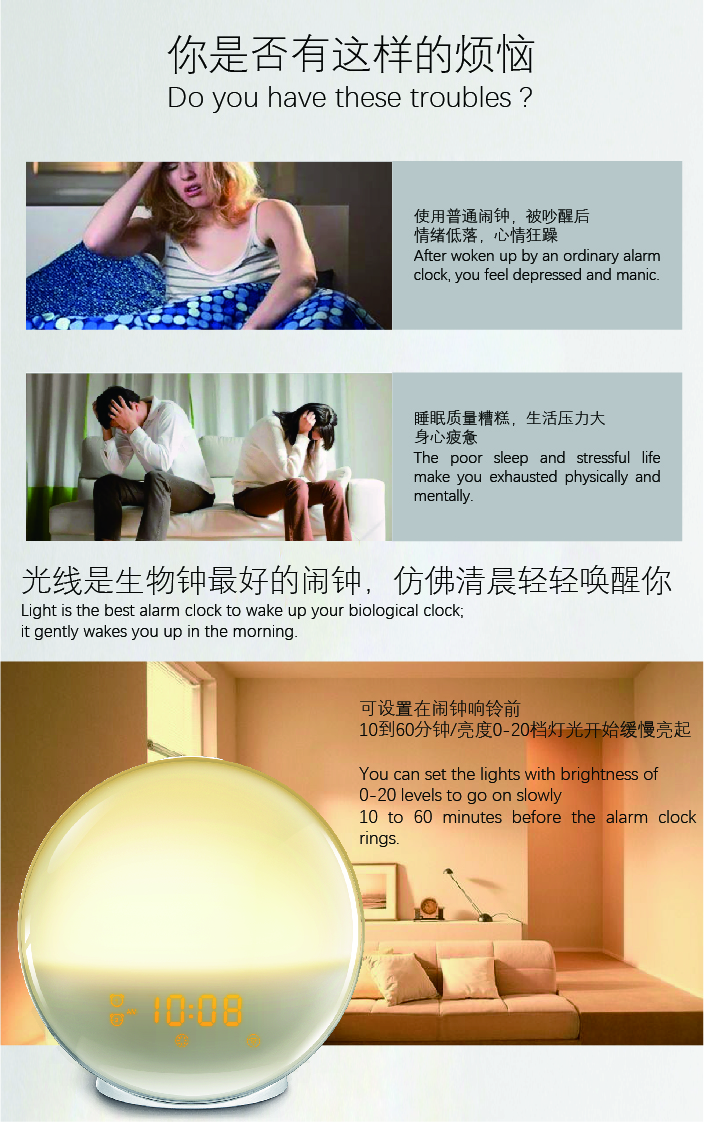 你是否有这样的烦恼
Do you have these troubles ?
使用普通闹钟，被吵醒后
情绪低落，心情狂躁
After woken up by an ordinary alarm
clock, you feel depressed and manic.
睡眠质量糟糕，生活压力大
身心疲惫
The poor sleep and stressful life
make you exhausted physically and
mentally.
光线是生物钟最好的闹钟，仿佛清晨轻轻唤醒你
Light is the best alarm clock to wake up your biological clock;
it gently wakes you up in the morning.
可设置在闹钟响铃前
10到60分钟/亮度0-20档灯光开始缓慢亮起
You can set the lights with brightness of
0-20 levels to go on slowly
10 to 60 minutes before the alarm clock
rings.
10:08